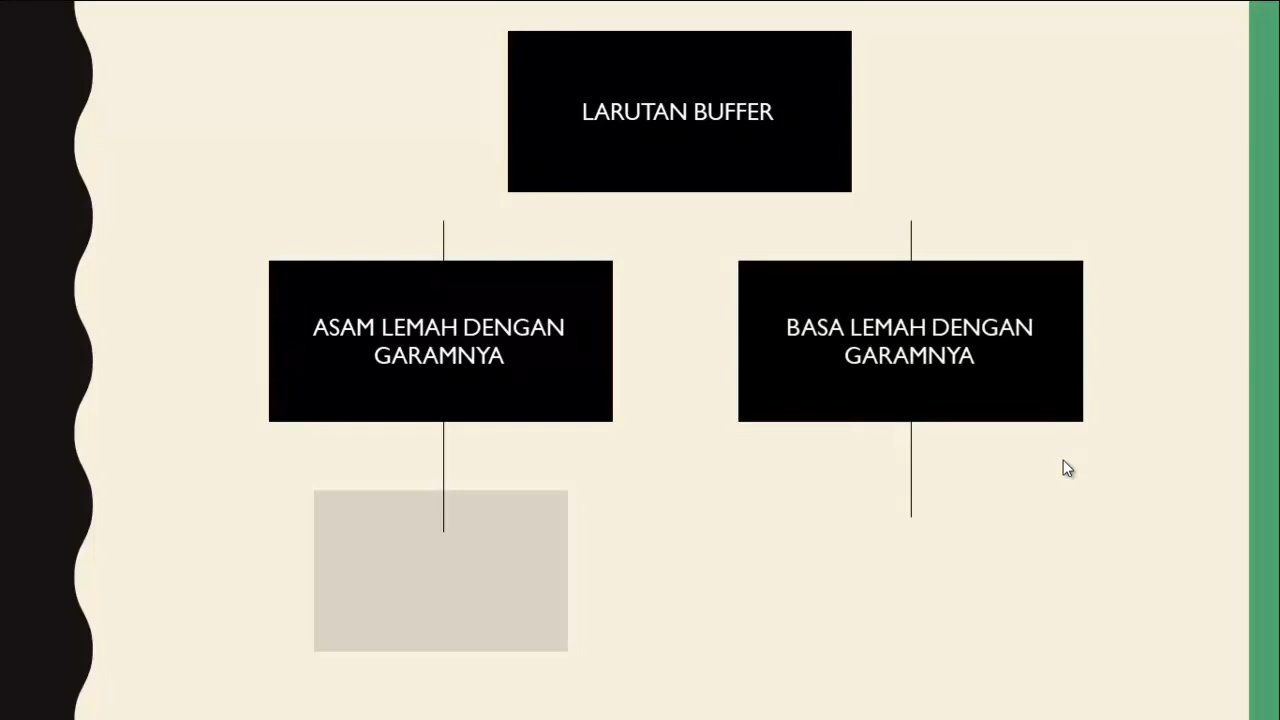 LARUTAN BUFFER
ASAM LEMAH DENGAN
GARAMNYA
BASA LEMAH DENGAN
GARAMNYA